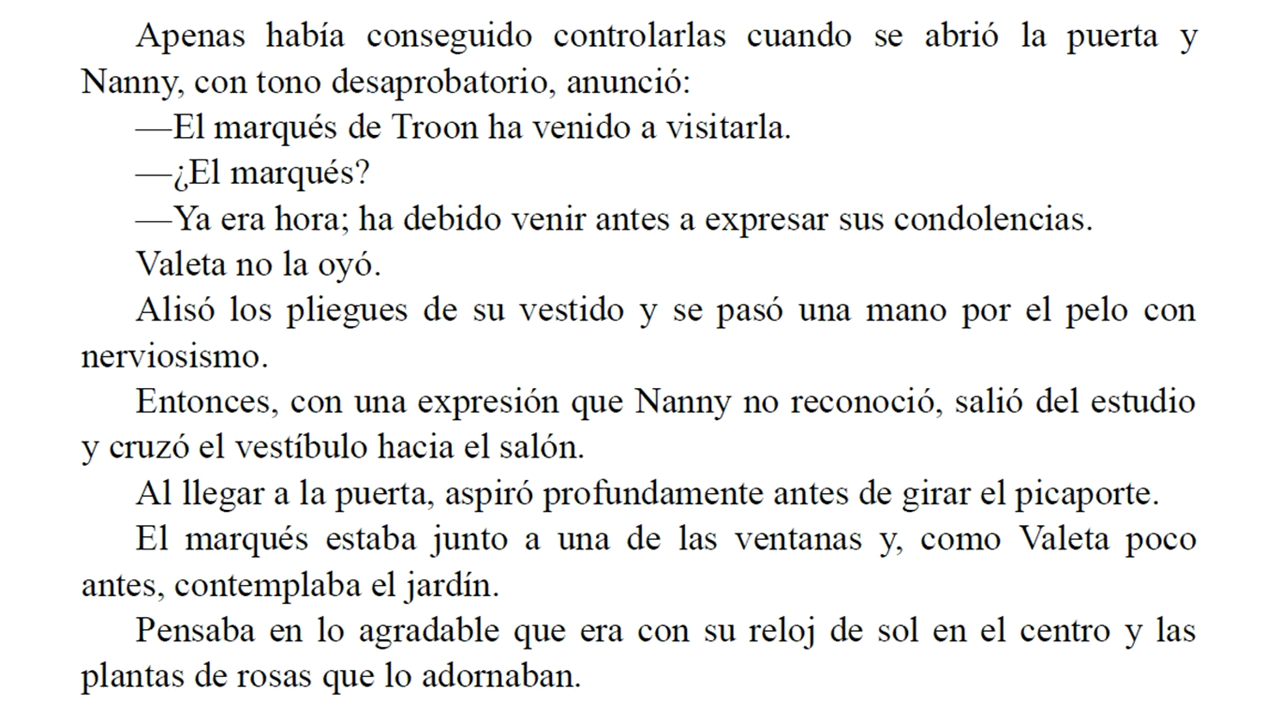 Apenas había conseguido controlarlas cuando se abrió la puerta y
Nanny, con tono desaprobatorio, anunció:
—El marqués de Troon ha venido a visitarla.
—¿El marqués?
—Ya era hora; ha debido venir antes a expresar sus condolencias.
Valeta no la oyó.
Alisó los pliegues de su vestido y se pasó una mano por el pelo con
nerviosismo.
Entonces, con una expresión que Nanny no reconoció, salió del estudio
y cruzó el vestíbulo hacia el salón.
Al llegar a la puerta, aspiró profundamente antes de girar el picaporte.
El marqués estaba junto a una de las ventanas y, como Valeta poco
antes, contemplaba el jardín.
Pensaba en lo agradable que era con su reloj de sol en el centro y las
plantas de rosas que lo adornaban.